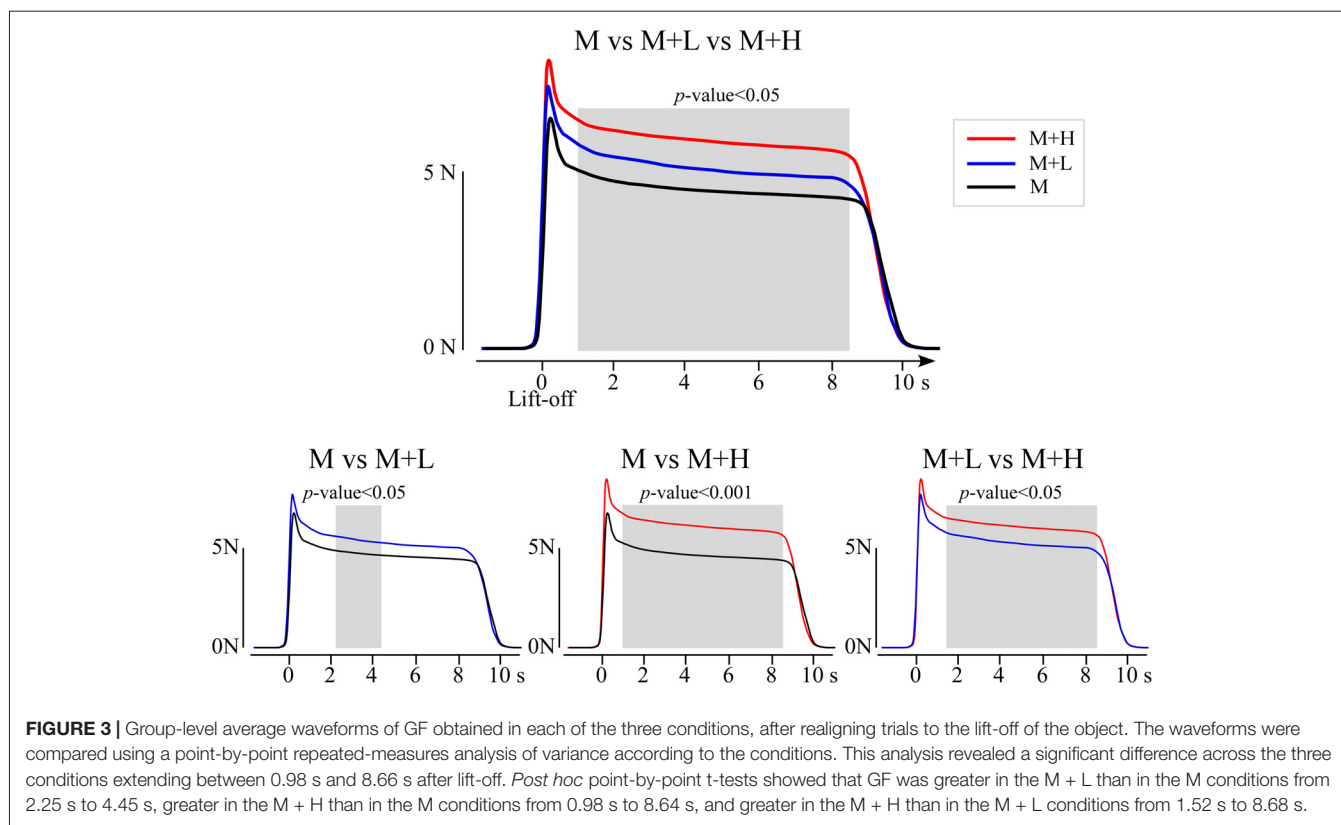 M vs M+L vs M+H
p-value<0.05
M+H
M+L
M
5 N
0 N
0 2 4 6 8 10 s
Lift-off
M vs M+L
p-value<0.05
5N
0N
0 2 4 6 8 10 s
M vs M+H
p-value<0.001
5N
0N
0 2 4 6 8 10 s
M+L vs M+H
p-value<0.05
5N
0N
0 2 4 6 8 10 s
FIGURE 3 | Group-level average waveforms of GF obtained in each of the three conditions, after realigning trials to the lift-off of the object. The waveforms were
compared using a point-by-point repeated-measures analysis of variance according to the conditions. This analysis revealed a significant difference across the three
conditions extending between 0.98 s and 8.66 s after lift-off. Post hoc point-by-point t-tests showed that GF was greater in the M + L than in the M conditions from
2.25 s to 4.45 s, greater in the M + H than in the M conditions from 0.98 s to 8.64 s, and greater in the M + H than in the M + L conditions from 1.52 s to 8.68 s.